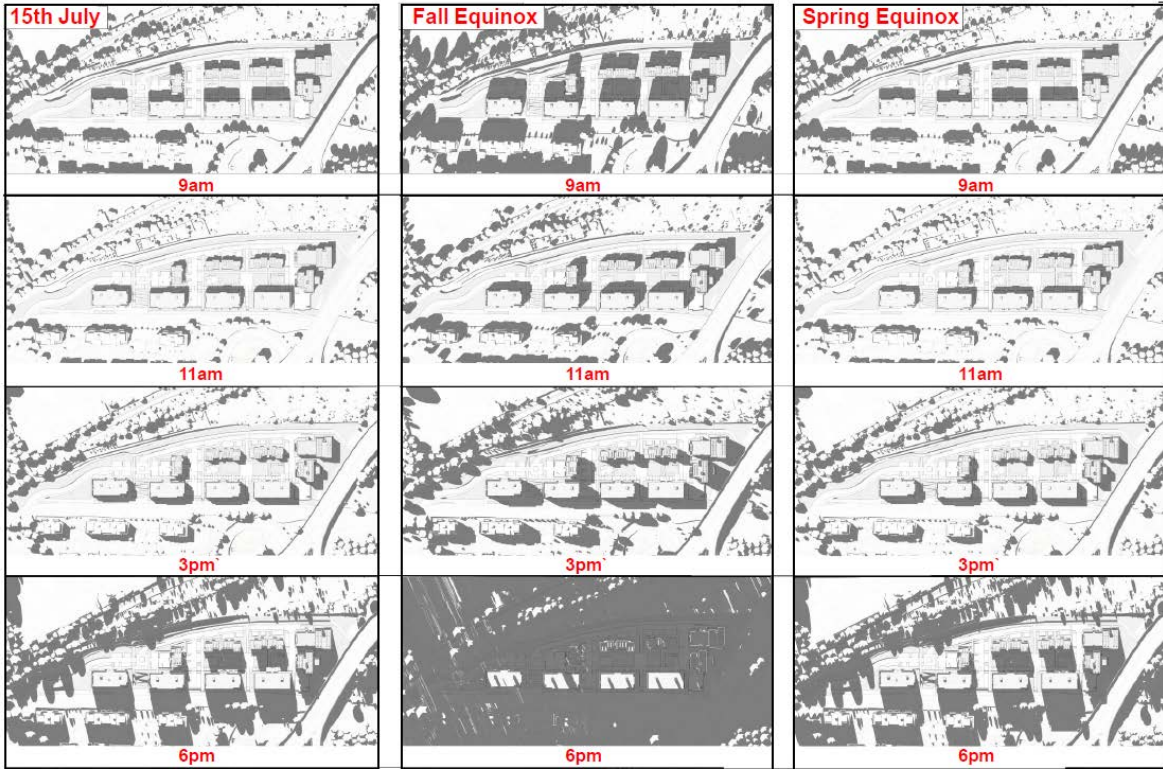 15th July
Fall Equinox
Spring Equinox
9am
9am
9am
11am
11am
11am
3pm`
3pm`
3pm`
6pm
6pm
6pm